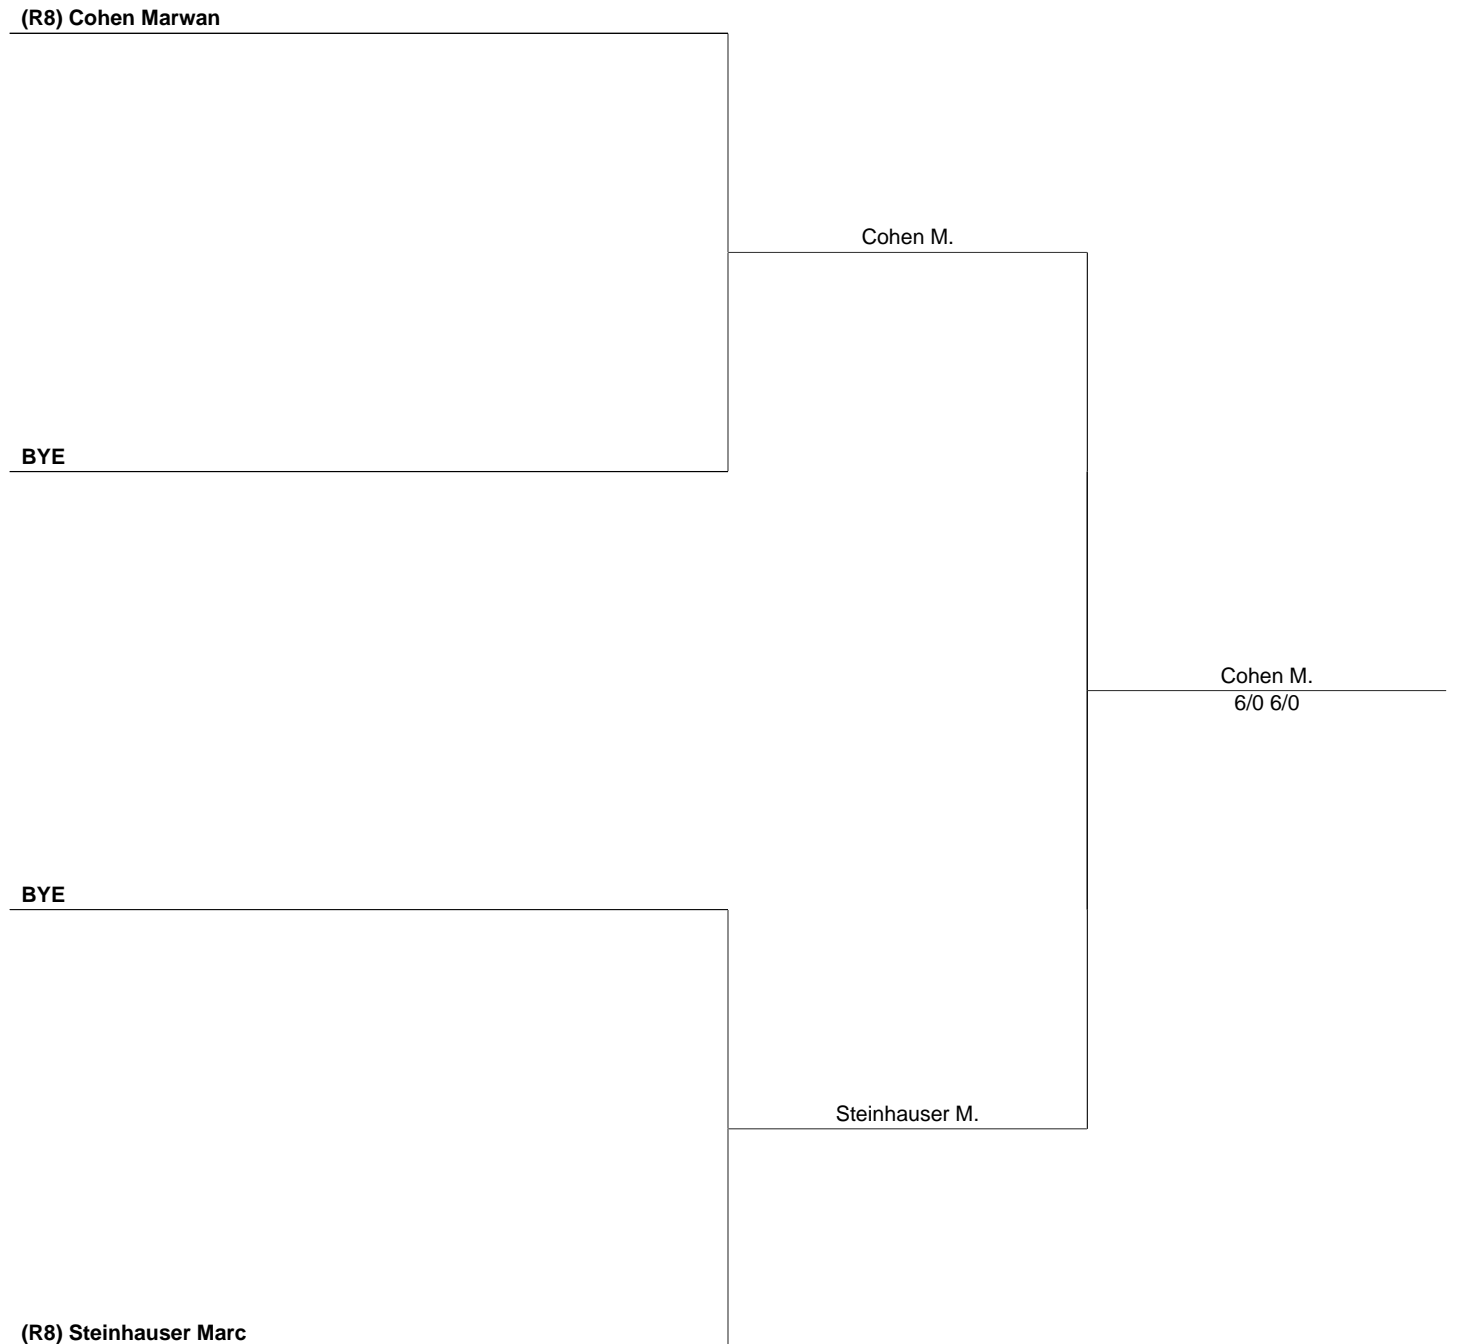 (R8) Cohen Marwan
Cohen M.
BYE
Cohen M.
6/0 6/0
BYE
Steinhauser M.
(R8) Steinhauser Marc